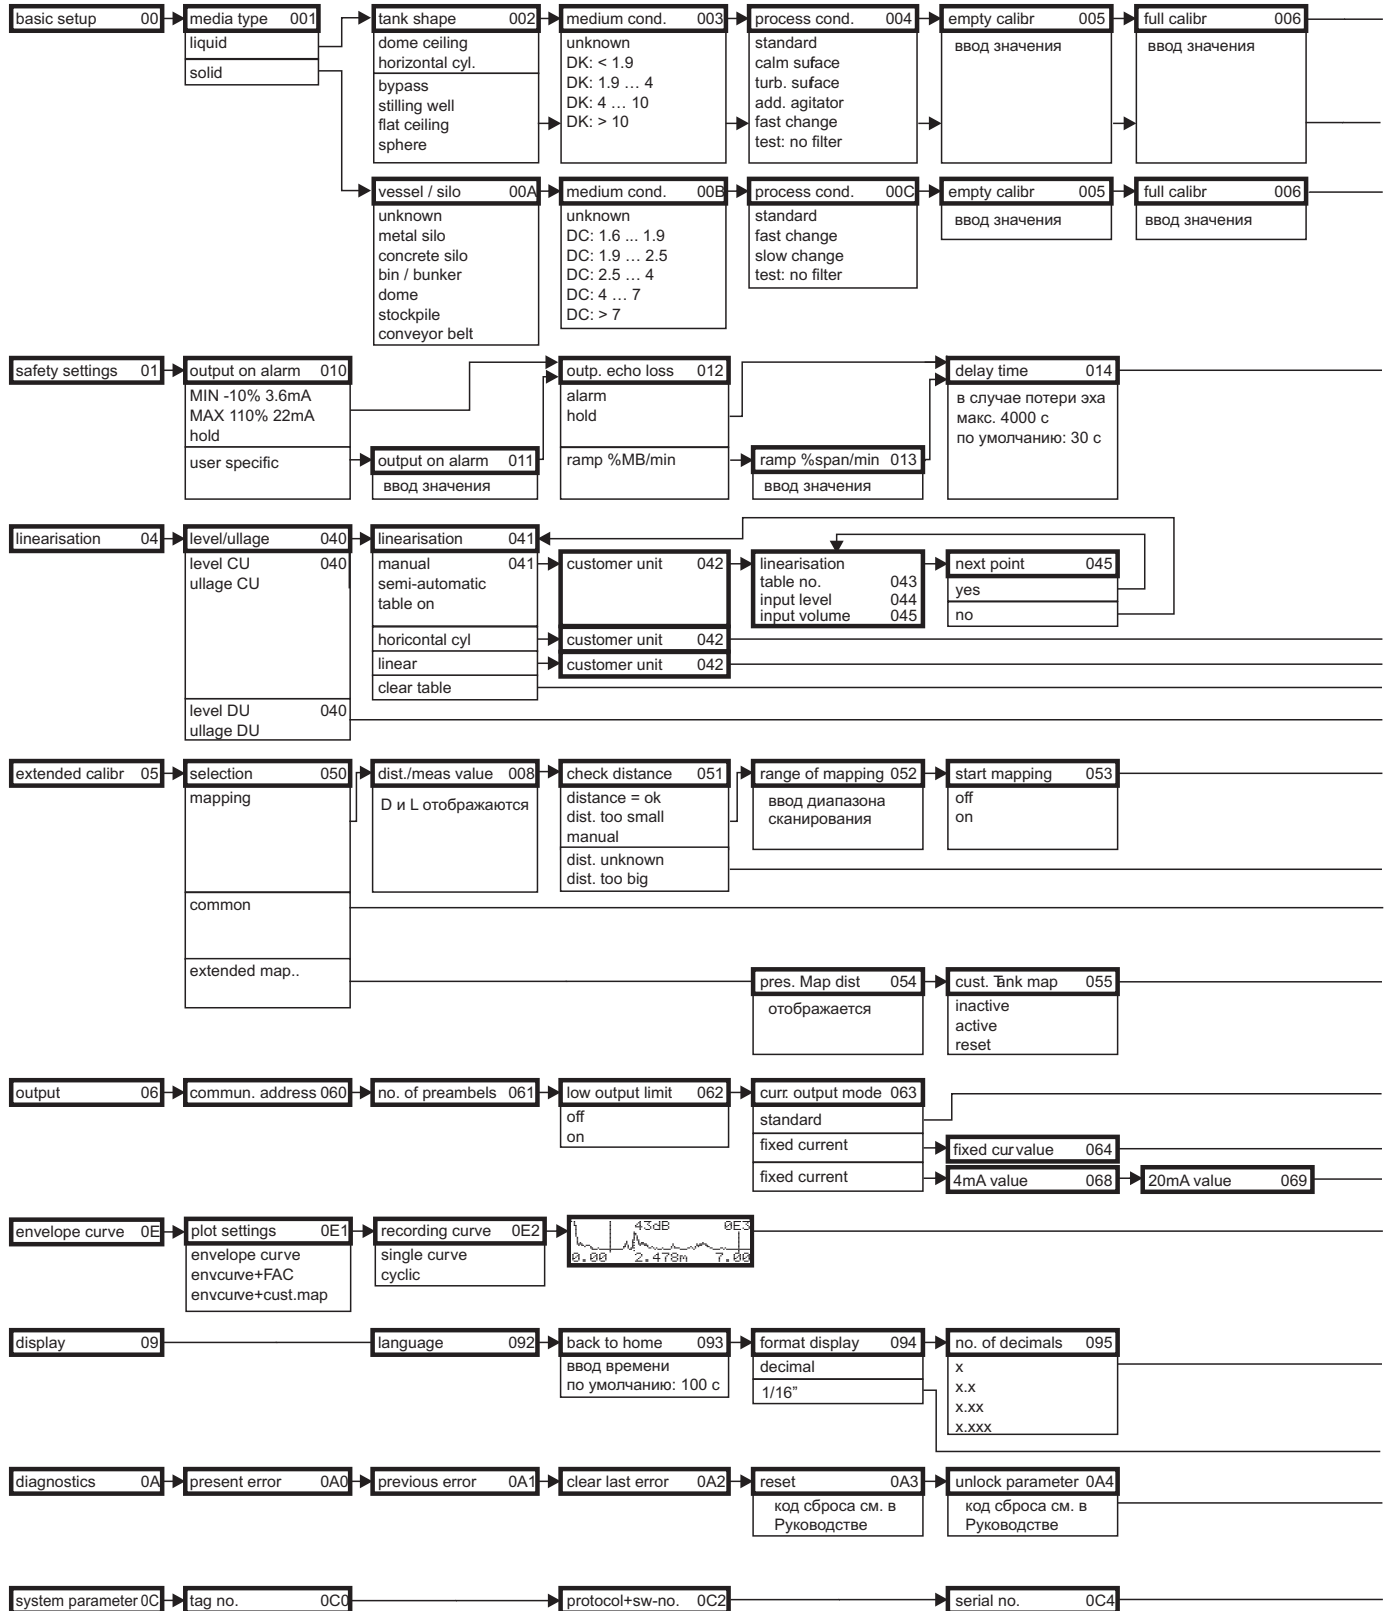 basic setup 00
media type 001
liquid
solid
tank shape 002
dome ceiling
horizontal cyl.
bypass
stilling well
flat ceiling
sphere
medium cond. 003
unknown
DK: < 1.9
DK: 1.9 … 4
DK: 4 … 10
DK: > 10
process cond. 004
standard
calm suface
turb. suface
add. agitator
fast change
test: no filter
empty calibr 005
ввод значения
full calibr 006
ввод значения
vessel / silo 00A
unknown
metal silo
concrete silo
bin / bunker
dome
stockpile
conveyor belt
medium cond. 00B
unknown
DC: 1.6 ... 1.9
DC: 1.9 … 2.5
DC: 2.5 … 4
DC: 4 … 7
DC: > 7
process cond. 00C
standard
fast change
slow change
test: no filter
empty calibr 005
ввод значения
full calibr 006
ввод значения
safety settings 01
output on alarm 010
MIN -10% 3.6mA
MAX 110% 22mA
hold
user specific
output on alarm 011
ввод значения
outp. echo loss 012
alarm
hold
ramp %MB/min
ramp %span/min 013
ввод значения
delay time 014
в случае потери эха
макс. 4000 с
по умолчанию: 30 с
linearisation 04
level/ullage 040
level CU 040
ullage CU
level DU 040
ullage DU
linearisation 041
manual 041
semi-automatic
table on
horicontal cyl
linear
clear table
customer unit 042
customer unit 042
customer unit 042
linearisation
table no. 043
input level 044
input volume 045
next point 045
yes
no
extended calibr 05
selection 050
mapping
common
extended map..
dist./meas value 008
D и L отображаются
check distance 051
distance = ok
dist. too small
manual
dist. unknown
dist. too big
range of mapping 052
ввод диапазона
сканирования
start mapping 053
off
on
pres. Map dist 054
отображается
cust. Tank map 055
inactive
active
reset
output 06
commun. address 060
no. of preambels 061
low output limit 062
off
on
curr. output mode 063
standard
fixed current
fixed current
fixed cur value 064
4mA value 068
20mA value 069
envelope curve 0E
plot settings 0E1
envelope curve
env.curve+FAC
env.curve+cust.map
recording curve 0E2
single curve
cyclic
43dB 0E3
0.00 2.478m 7.00
display 09
language 092
back to home 093
ввод времени
по умолчанию: 100 с
format display 094
decimal
1/16”
no. of decimals 095
x
x.x
x.xx
x.xxx
diagnostics 0A
present error 0A0
previous error 0A1
clear last error 0A2
reset 0A3
код сброса см. в
Руководстве
unlock parameter 0A4
код сброса см. в
Руководстве
system parameter 0C
tag no. 0C0
protocol+sw-no. 0C2
serial no. 0C4